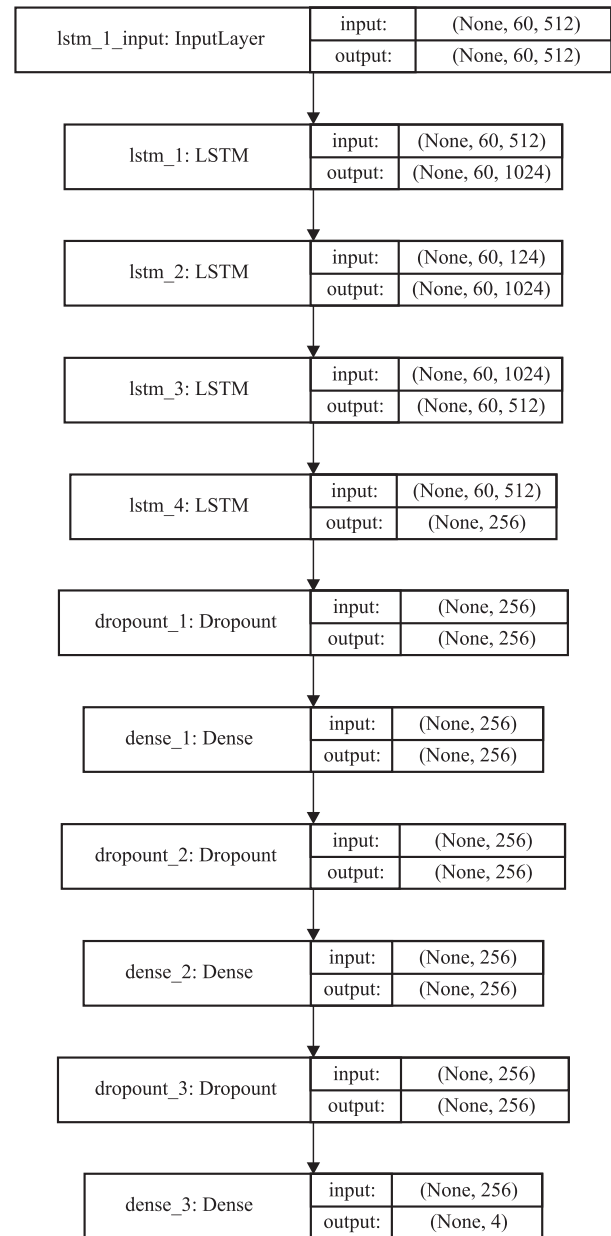 lstm_1_input: InputLayer
input: (None, 60, 512)
output: (None, 60, 512)
lstm_1: LSTM
input: (None, 60, 512)
output: (None, 60, 1024)
lstm_2: LSTM
input: (None, 60, 124)
output: (None, 60, 1024)
lstm_3: LSTM
input: (None, 60, 1024)
output: (None, 60, 512)
lstm_4: LSTM
input: (None, 60, 512)
output: (None, 256)
dropount_1: Dropount
input: (None, 256)
output: (None, 256)
dense_1: Dense
input: (None, 256)
output: (None, 256)
dropount_2: Dropount
input: (None, 256)
output: (None, 256)
dense_2: Dense
input: (None, 256)
output: (None, 256)
dropount_3: Dropount
input: (None, 256)
output: (None, 256)
dense_3: Dense
input: (None, 256)
output: (None, 4)